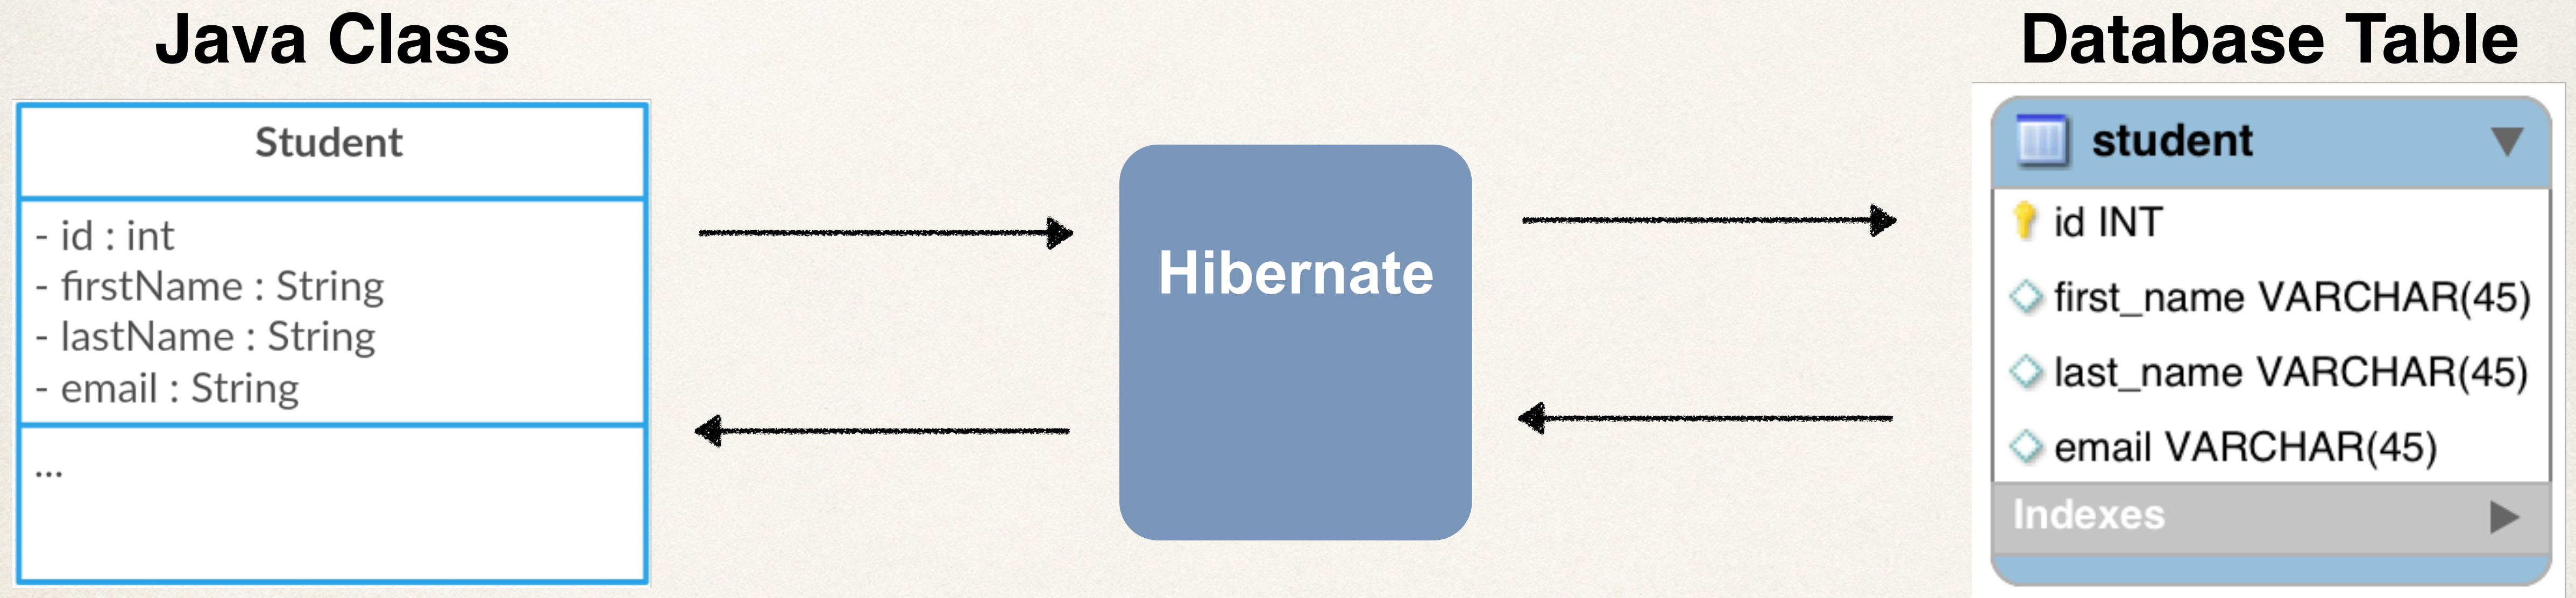 Java Class
Student
- id : int
- firstName : String
- lastName : String
- email : String
...
Hibernate
Database Table
student
id INT
first_name VARCHAR(45)
last_name VARCHAR(45)
email VARCHAR(45)
Indexes